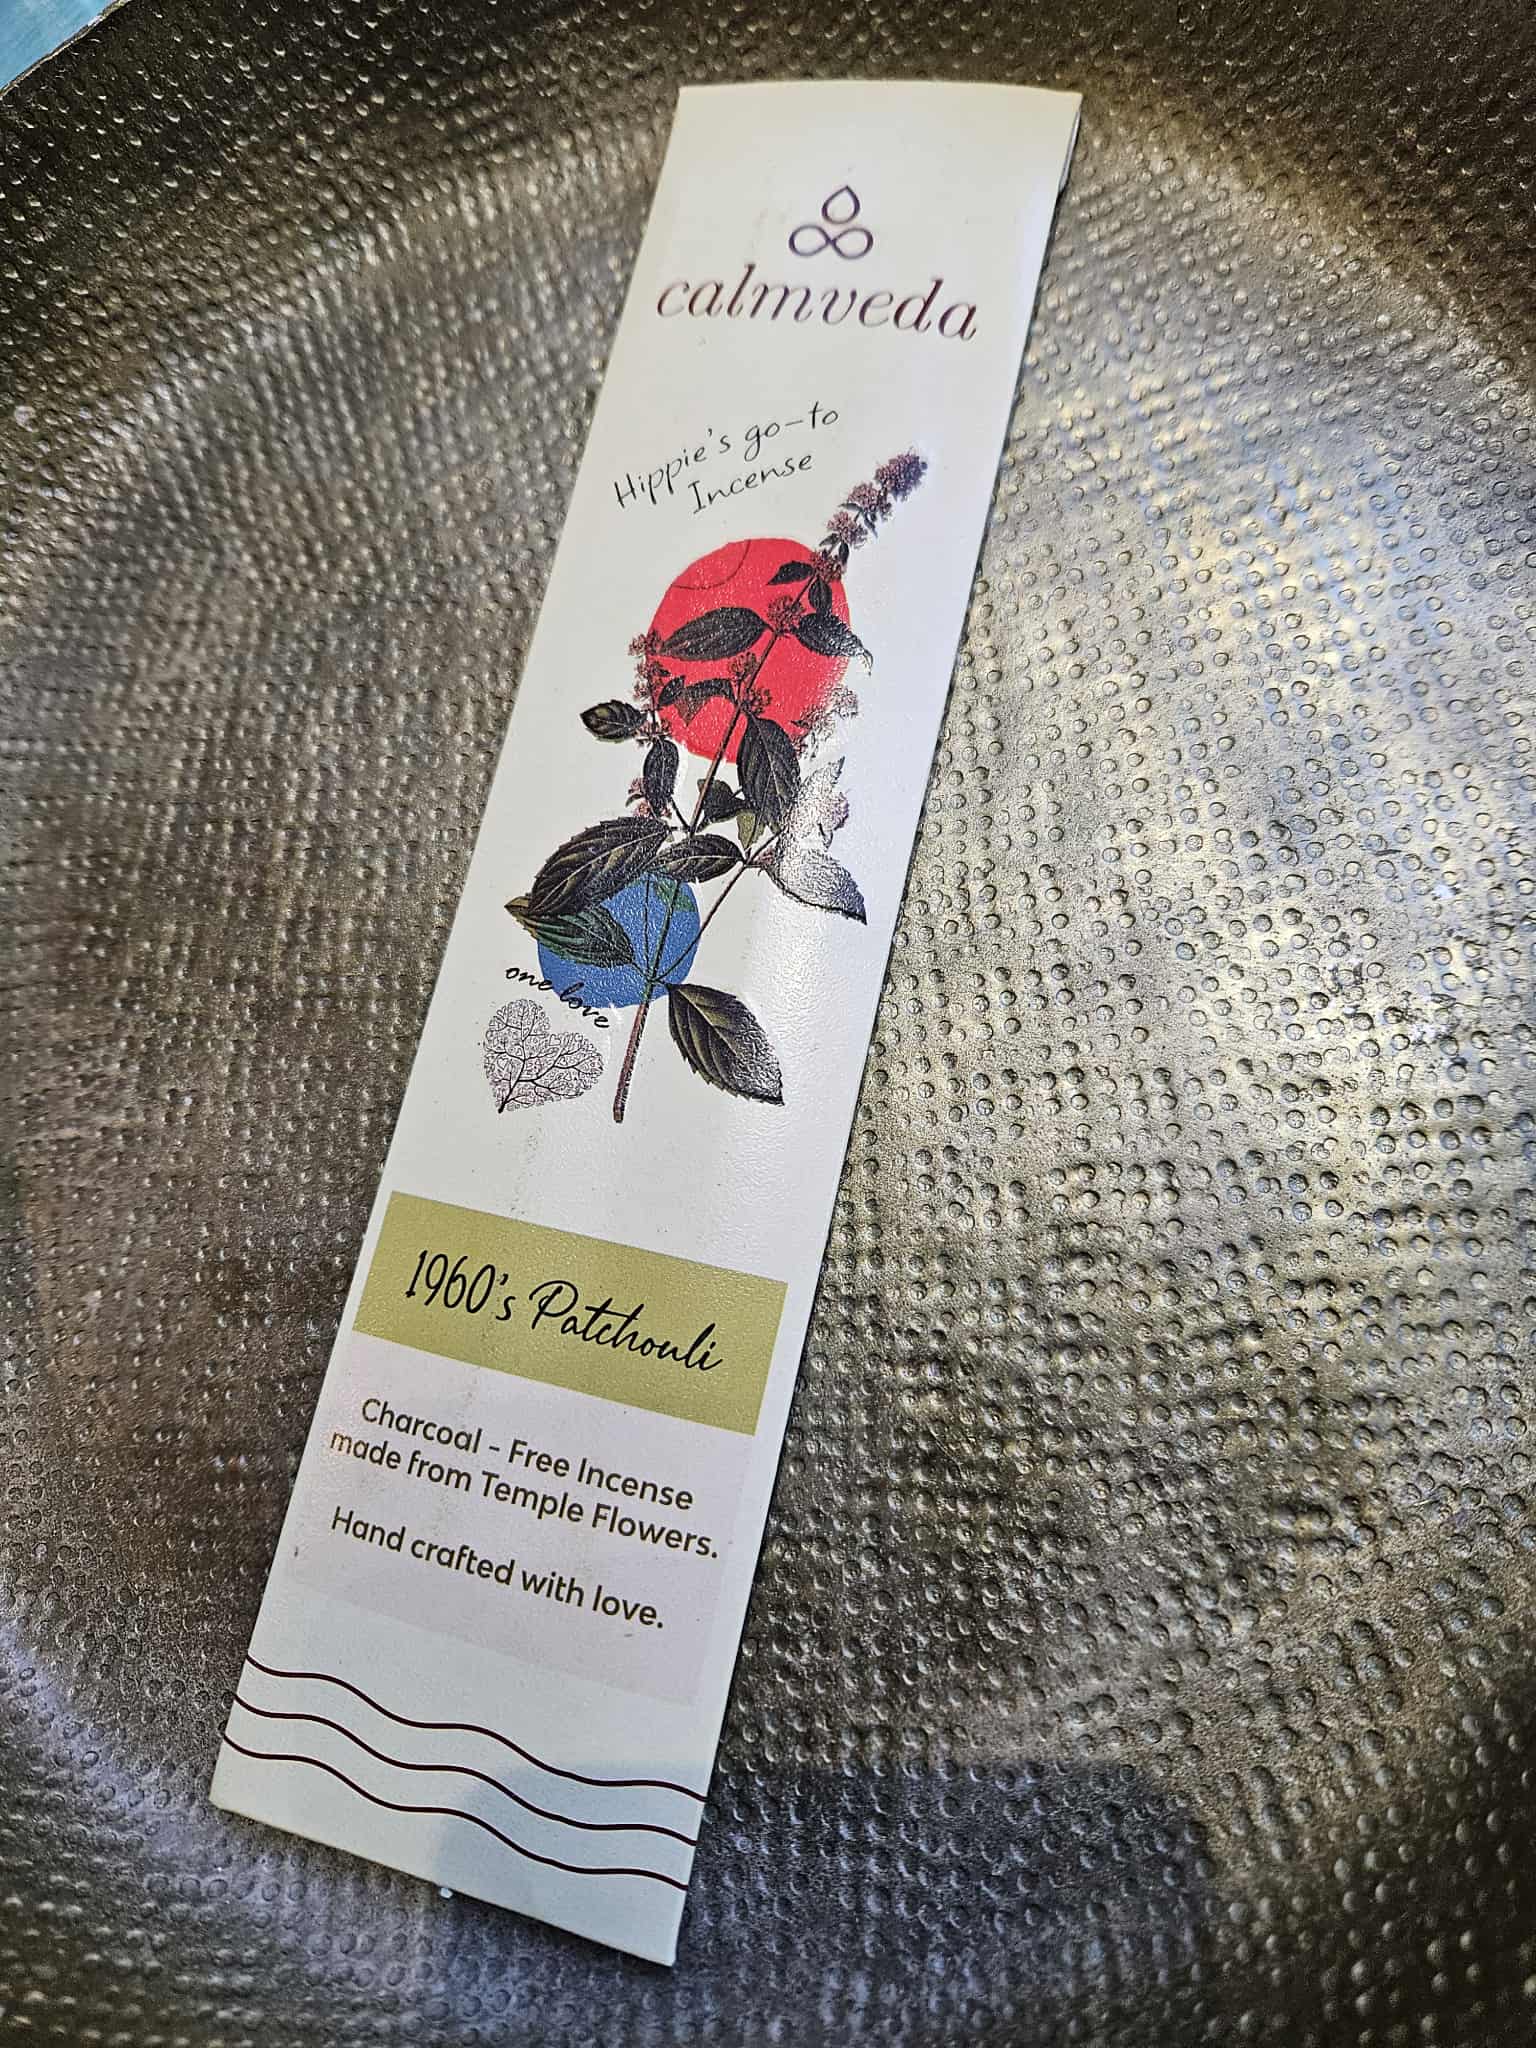 calmveda
Hippie's go-to
Incense
one love
1960's Patchouli
Charcoal - Free Incense
made from Temple Flowers.
Hand crafted with love.